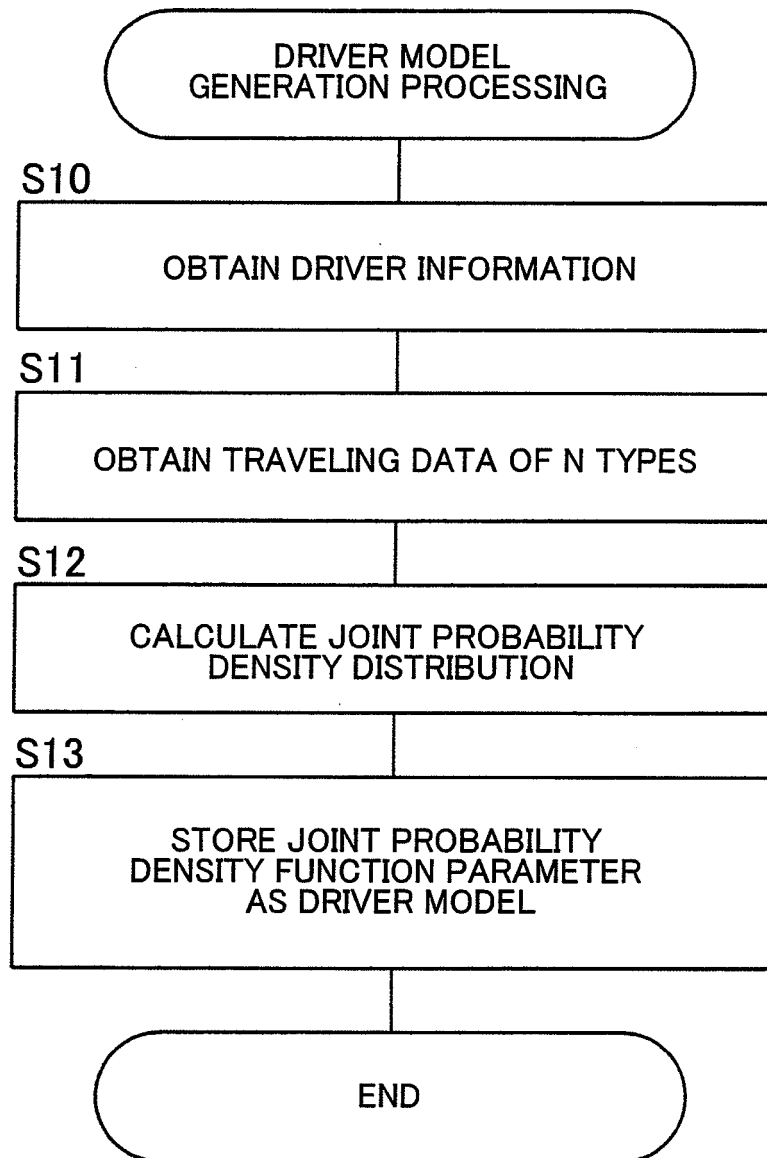 DRIVER MODEL
GENERATION PROCESSING
S10
OBTAIN DRIVER INFORMATION
S11
OBTAIN TRAVELING DATA OF N TYPES
S12
CALCULATE JOINT PROBABILITY
DENSITY DISTRIBUTION
S13
STORE JOINT PROBABILITY
DENSITY FUNCTION PARAMETER
AS DRIVER MODEL
END